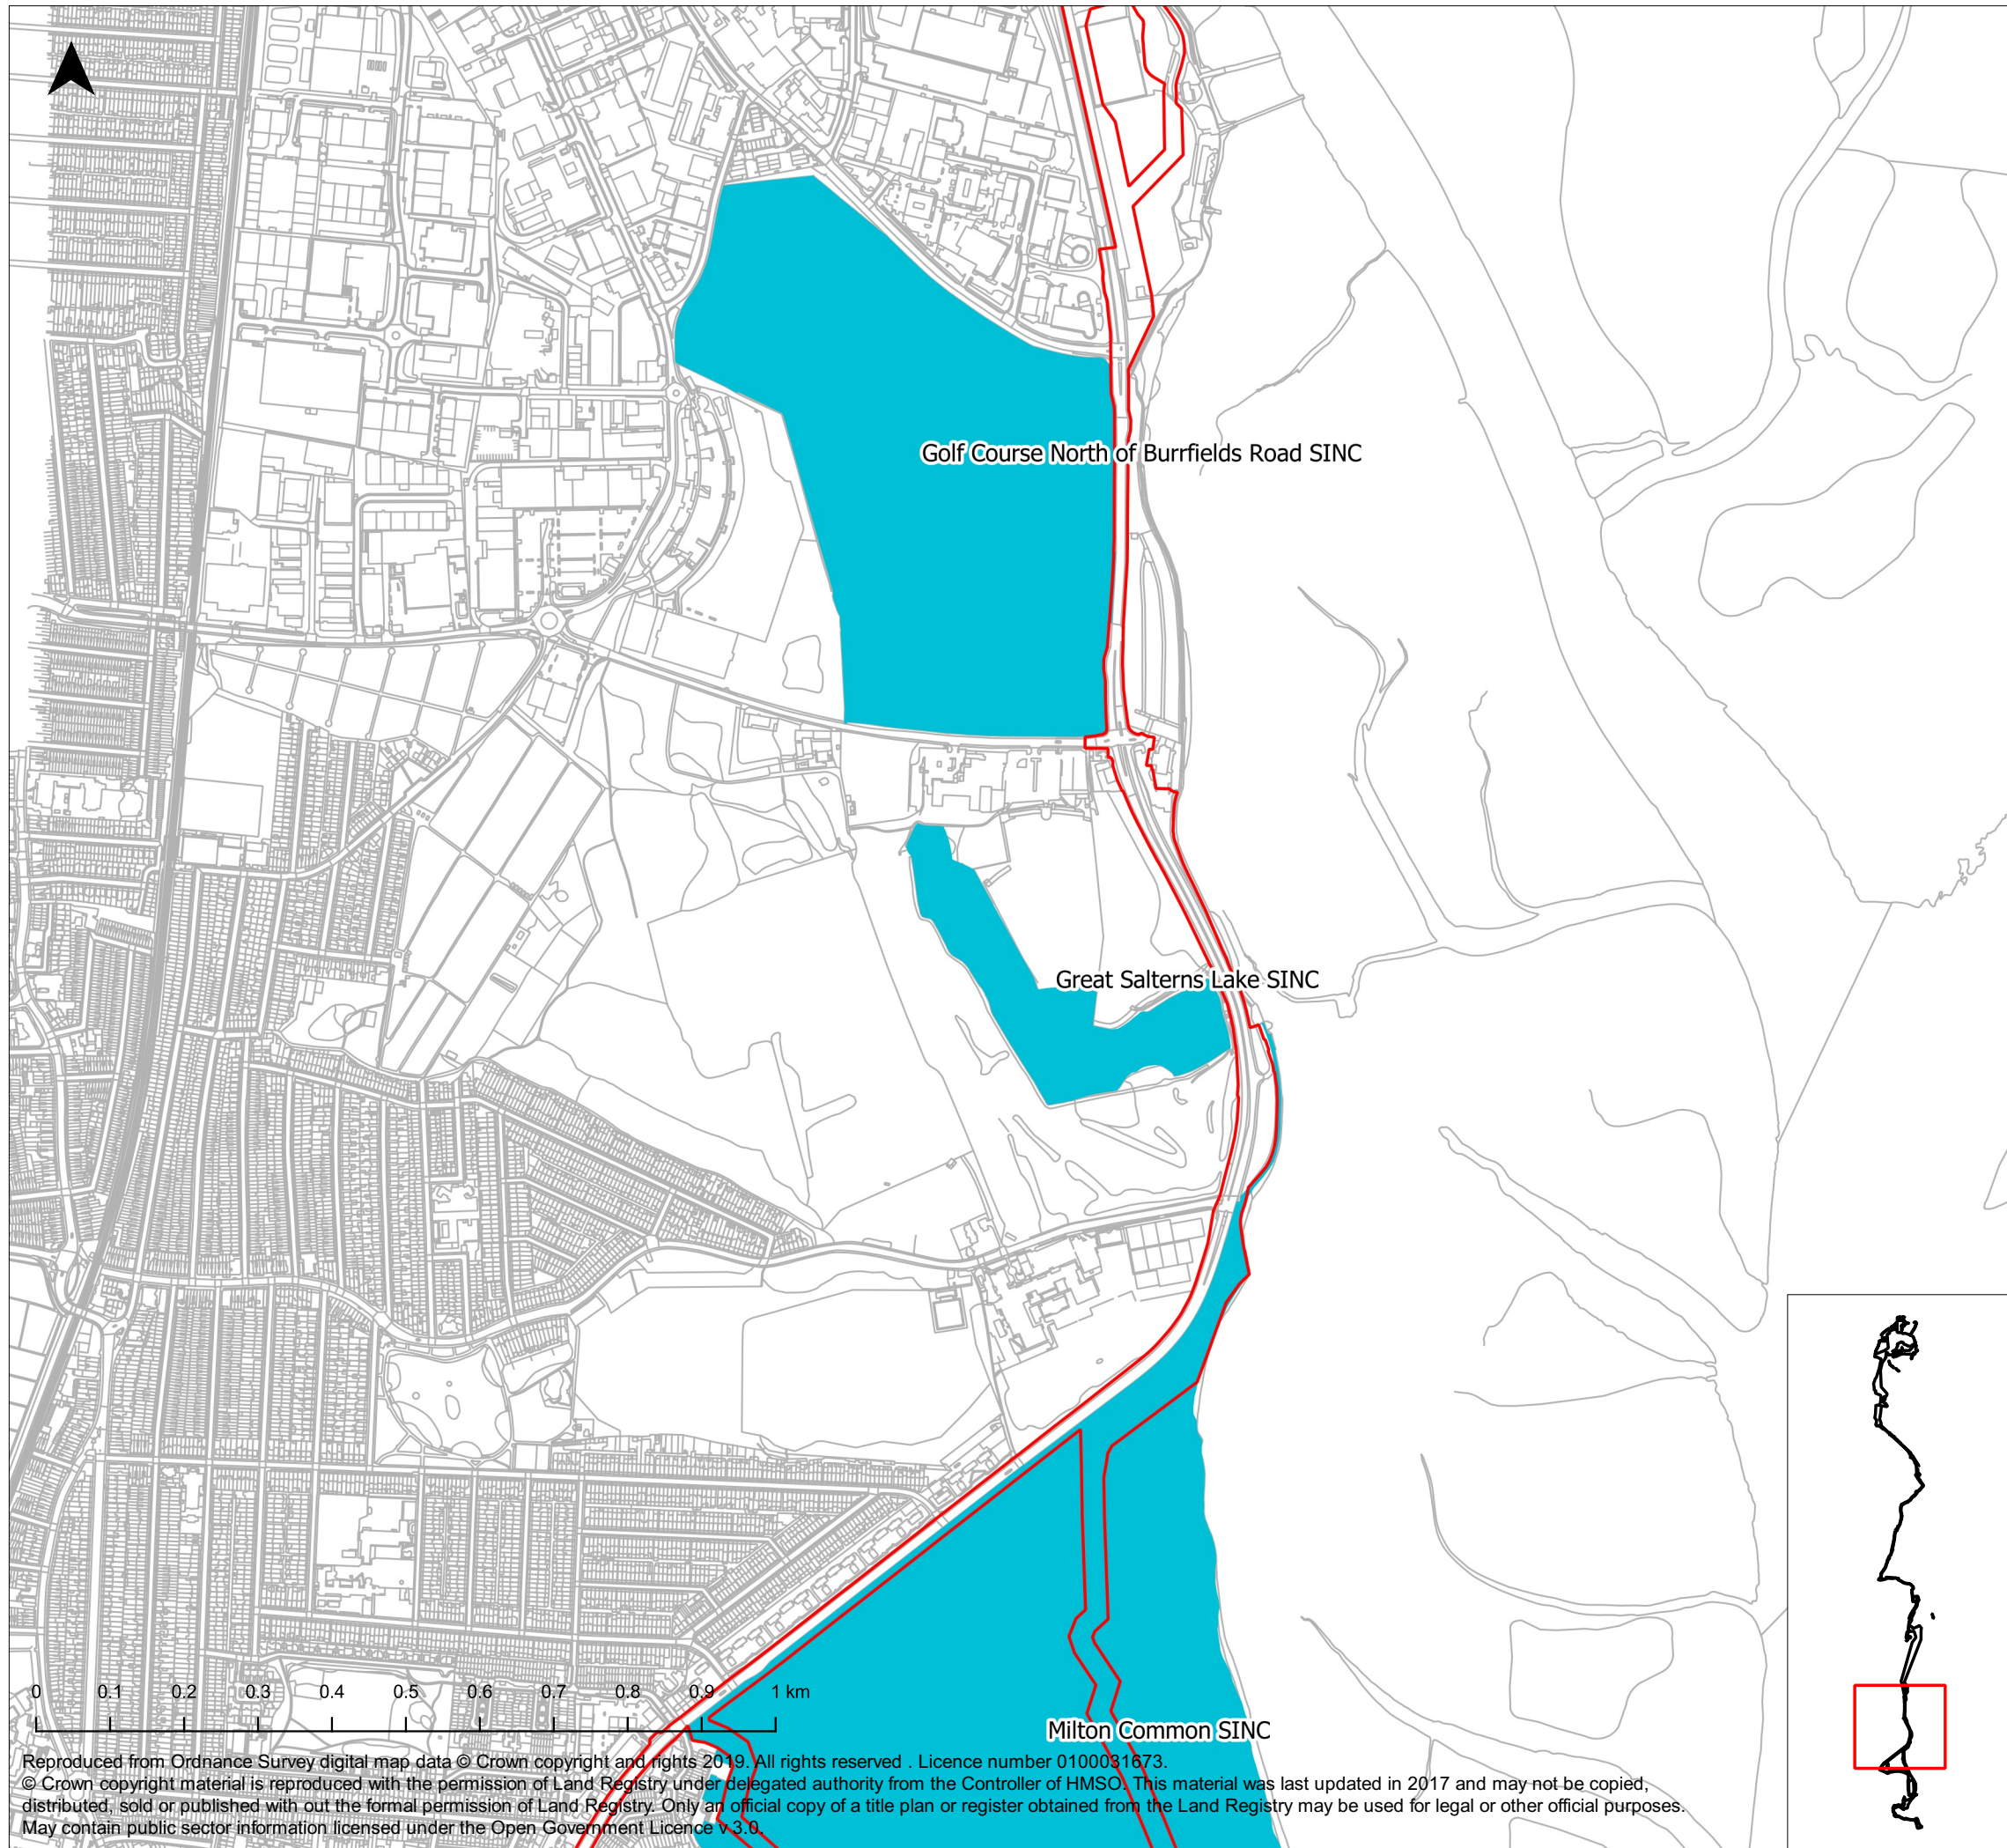 Golf Course North of Burrfields Road SINC
Great Salterns Lake SINC
0 0.1 0.2 0.3 0.4 0.5 0.6 0.7 0.8 0.9 1 km
Milton Common SINC
Reproduced from Ordnance Survey digital map data © Crown copyright and rights 2019. All rights reserved . Licence number 0100031673.
© Crown copyright material is reproduced with the permission of Land Registry under delegated authority from the Controller of HMSO. This material was last updated in 2017 and may not be copied,
distributed, sold or published with out the formal permission of Land Registry. Only an official copy of a title plan or register obtained from the Land Registry may be used for legal or other official purposes.
May contain public sector information licensed under the Open Government Licence v 3.0.